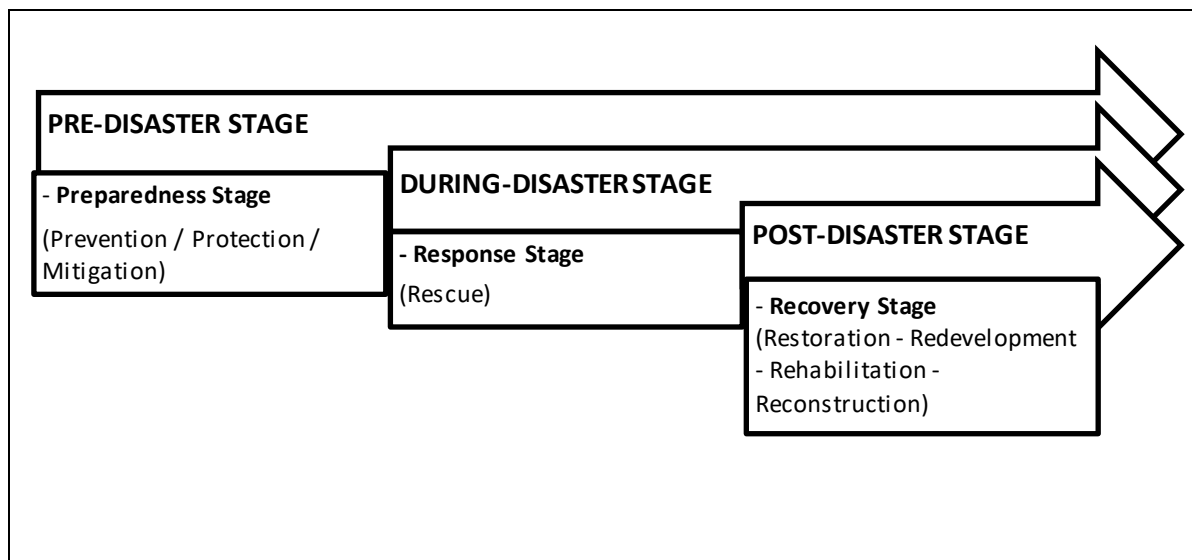 PRE-DISASTER STAGE
- Preparedness Stage
(Prevention / Protection /
Mitigation)
DURING-DISASTER STAGE
- Response Stage
(Rescue)
POST-DISASTER STAGE
- Recovery Stage
(Restoration - Redevelopment
- Rehabilitation -
Reconstruction)